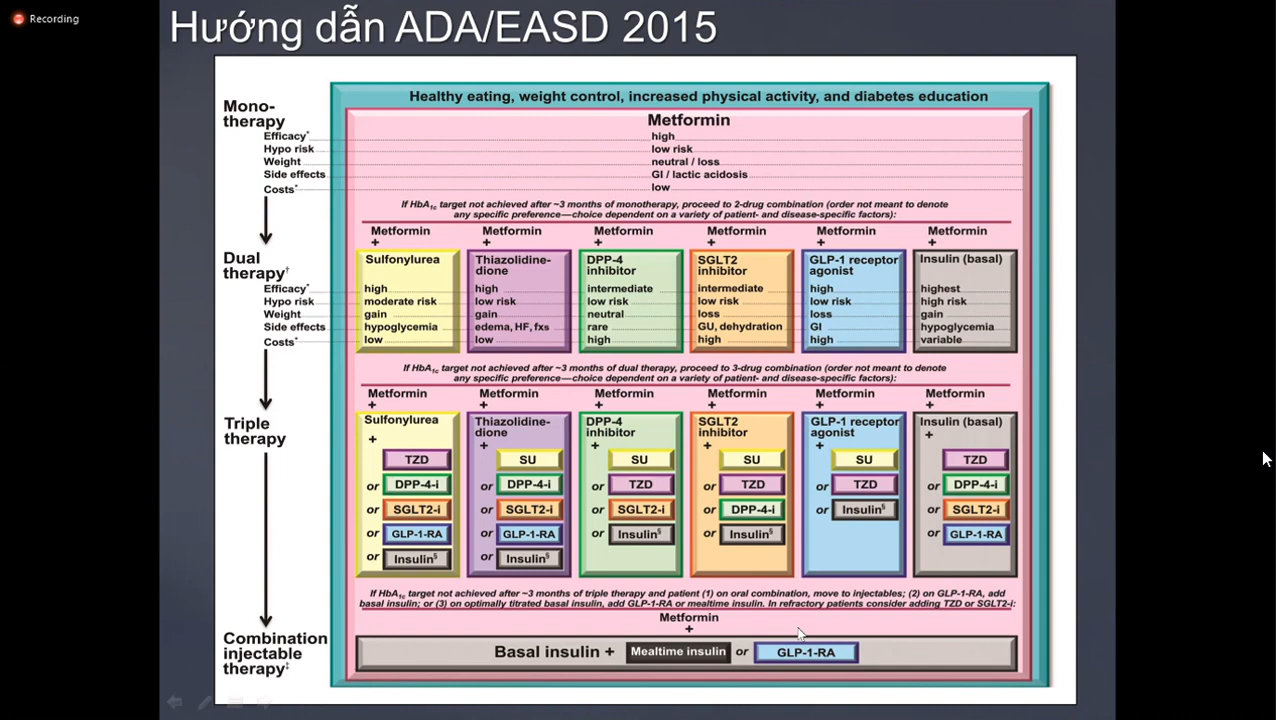 Recording
Hướng dẫn ADA/EASD 2015
Healthy eating, weight control, increased physical activity, and diabetes education
Mono-
therapy
Metformin
Efficacy* high
Hypo risk low risk
Weight neutral / loss
Side effects GI / lactic acidosis
Costs* low
If HbA1c target not achieved after ~3 months of monotherapy, proceed to 2-drug combination (order not meant to denote
any specific preference—choice dependent on a variety of patient- and disease-specific factors):
Metformin Metformin Metformin Metformin Metformin Metformin
+ + + + + +
Dual
therapy†
Sulfonylurea Thiazolidine- DPP-4 SGLT2 GLP-1 receptor Insulin (basal)
dione inhibitor inhibitor agonist
Efficacy* high high intermediate intermediate high highest
Hypo risk moderate risk low risk low risk low risk low risk high risk
Weight gain gain neutral loss loss gain
Side effects hypoglycemia edema, HF, fxs rare GU, dehydration GI hypoglycemia
Costs* low low high high high variable
If HbA1c target not achieved after ~3 months of dual therapy, proceed to 3-drug combination (order not meant to denote
any specific preference—choice dependent on a variety of patient- and disease-specific factors):
Metformin Metformin Metformin Metformin Metformin Metformin
+ + + + + +
Triple
therapy
Sulfonylurea Thiazolidine- DPP-4 SGLT2 GLP-1 receptor Insulin (basal)
dione inhibitor inhibitor agonist
+ + + + + +
TZD SU SU SU SU TZD
or DPP-4-i or DPP-4-i or TZD or TZD or TZD or DPP-4-i
or SGLT2-i or SGLT2-i or SGLT2-i or DPP-4-i or Insulin§ or SGLT2-i
or GLP-1-RA or GLP-1-RA or Insulin§ or Insulin§ or GLP-1-RA
or Insulin§ or Insulin§
If HbA1c target not achieved after ~3 months of triple therapy and patient (1) on oral combination, move to injectables; (2) on GLP-1-RA, add
basal insulin; or (3) on optimally titrated basal insulin, add GLP-1-RA or mealtime insulin. In refractory patients consider adding TZD or SGLT2-i:
Metformin
+
Combination
injectable
therapy‡
Basal insulin + Mealtime insulin or GLP-1-RA